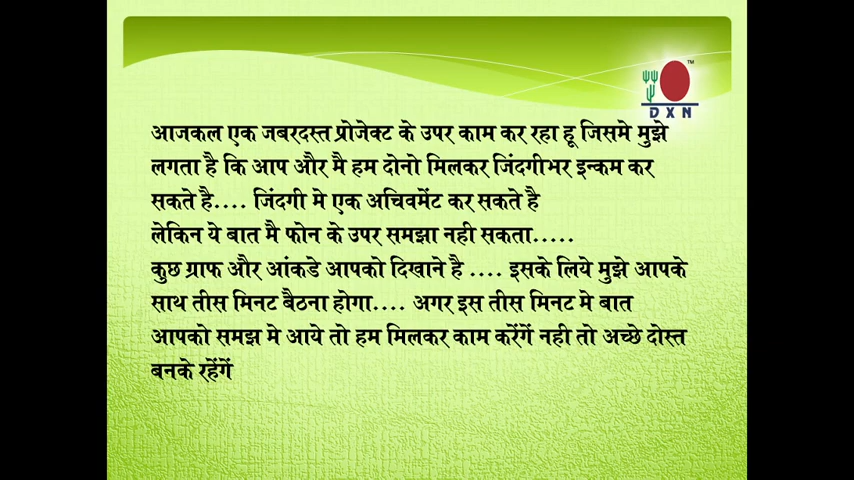 DXN
TM
आजकल एक जबरदस्त प्रोजेक्ट के उपर काम कर रहा हू जिसमे मुझे
लगता है कि आप और मै हम दोनो मिलकर जिंदगीभर इन्कम कर
सकते है.... जिंदगी मे एक अचिवमेंट कर सकते है
लेकिन ये बात मै फोन के उपर समझा नही सकता.....
कुछ ग्राफ और आंकडे आपको दिखाने है .... इसके लिये मुझे आपके
साथ तीस मिनट बैठना होगा.... अगर इस तीस मिनट मे बात
आपको समझ मे आये तो हम मिलकर काम करेंगें नही तो अच्छे दोस्त
बनके रहेंगें